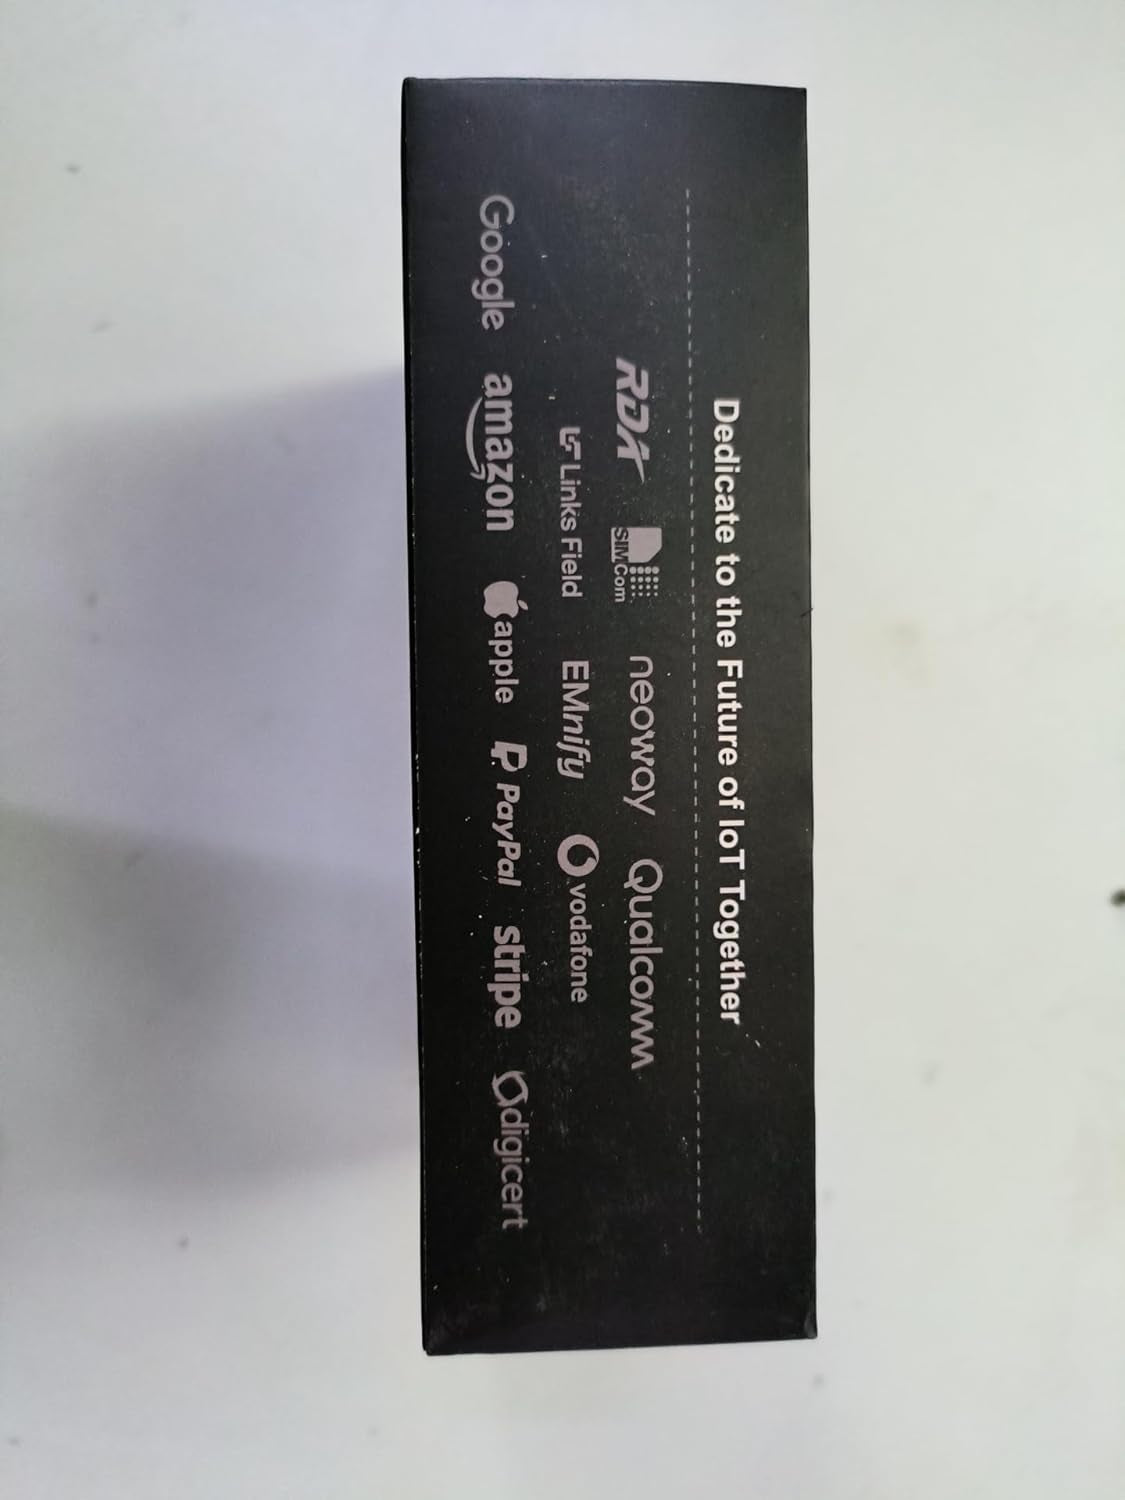 Dedicate to the Future of IoT Together
RDA SIMCom neoway Qualcomm
Links Field EMnify vodafone
Google amazon apple PayPal stripe digicert